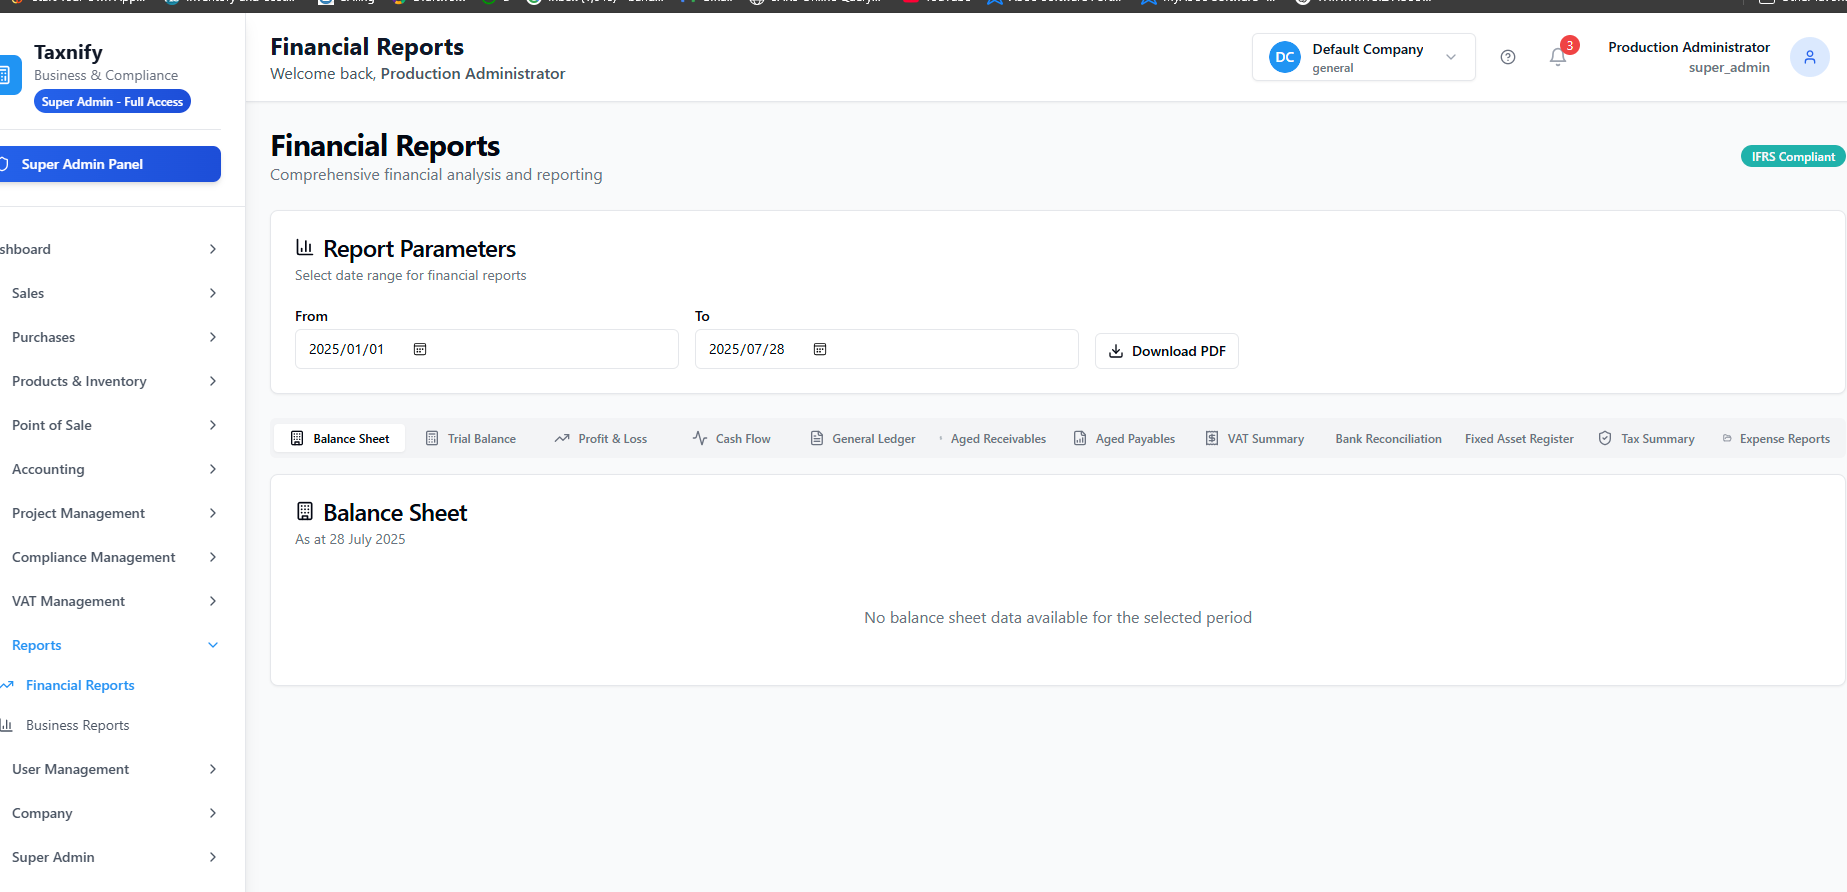 Taxnify
Business & Compliance
Super Admin - Full Access
Super Admin Panel
shboard
Sales
Purchases
Products & Inventory
Point of Sale
Accounting
Project Management
Compliance Management
VAT Management
Reports
Financial Reports
Business Reports
User Management
Company
Super Admin
Financial Reports
Welcome back, Production Administrator
DC
Default Company
general
3
Production Administrator
super_admin
Financial Reports
Comprehensive financial analysis and reporting
IFRS Compliant
Report Parameters
Select date range for financial reports
From
2025/01/01
To
2025/07/28
Download PDF
Balance Sheet
Trial Balance
Profit & Loss
Cash Flow
General Ledger
Aged Receivables
Aged Payables
VAT Summary
Bank Reconciliation
Fixed Asset Register
Tax Summary
Expense Reports
Balance Sheet
As at 28 July 2025
No balance sheet data available for the selected period